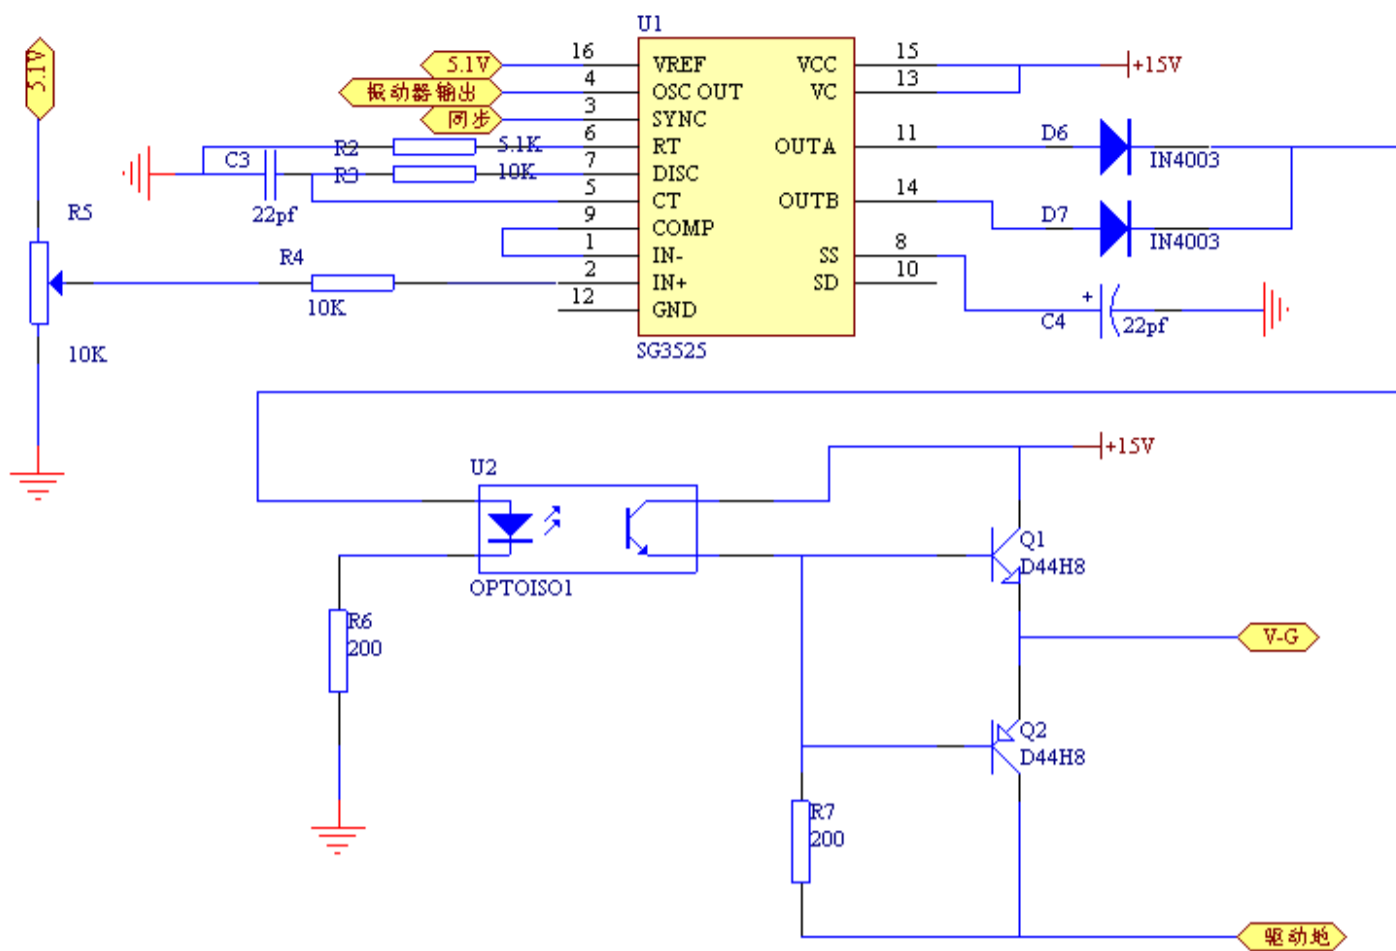 U1
5.1V
16
VREF
VCC
15
+15V
5.1V
振动器输出
4
OSC OUT
VC
13
同步
3
SYNC
R2
5.1K
6
RT
OUTA
11
D6
IN4003
C3
22pf
R3
10K
7
DISC
5
CT
OUTB
14
D7
IN4003
9
COMP
R5
10K
1
IN-
SS
8
R4
10K
2
IN+
SD
10
12
GND
C4
+
22pf
SG3525
+15V
U2
OPTOISO1
Q1
D44H8
R6
200
V-G
Q2
D44H8
R7
200
驱动地